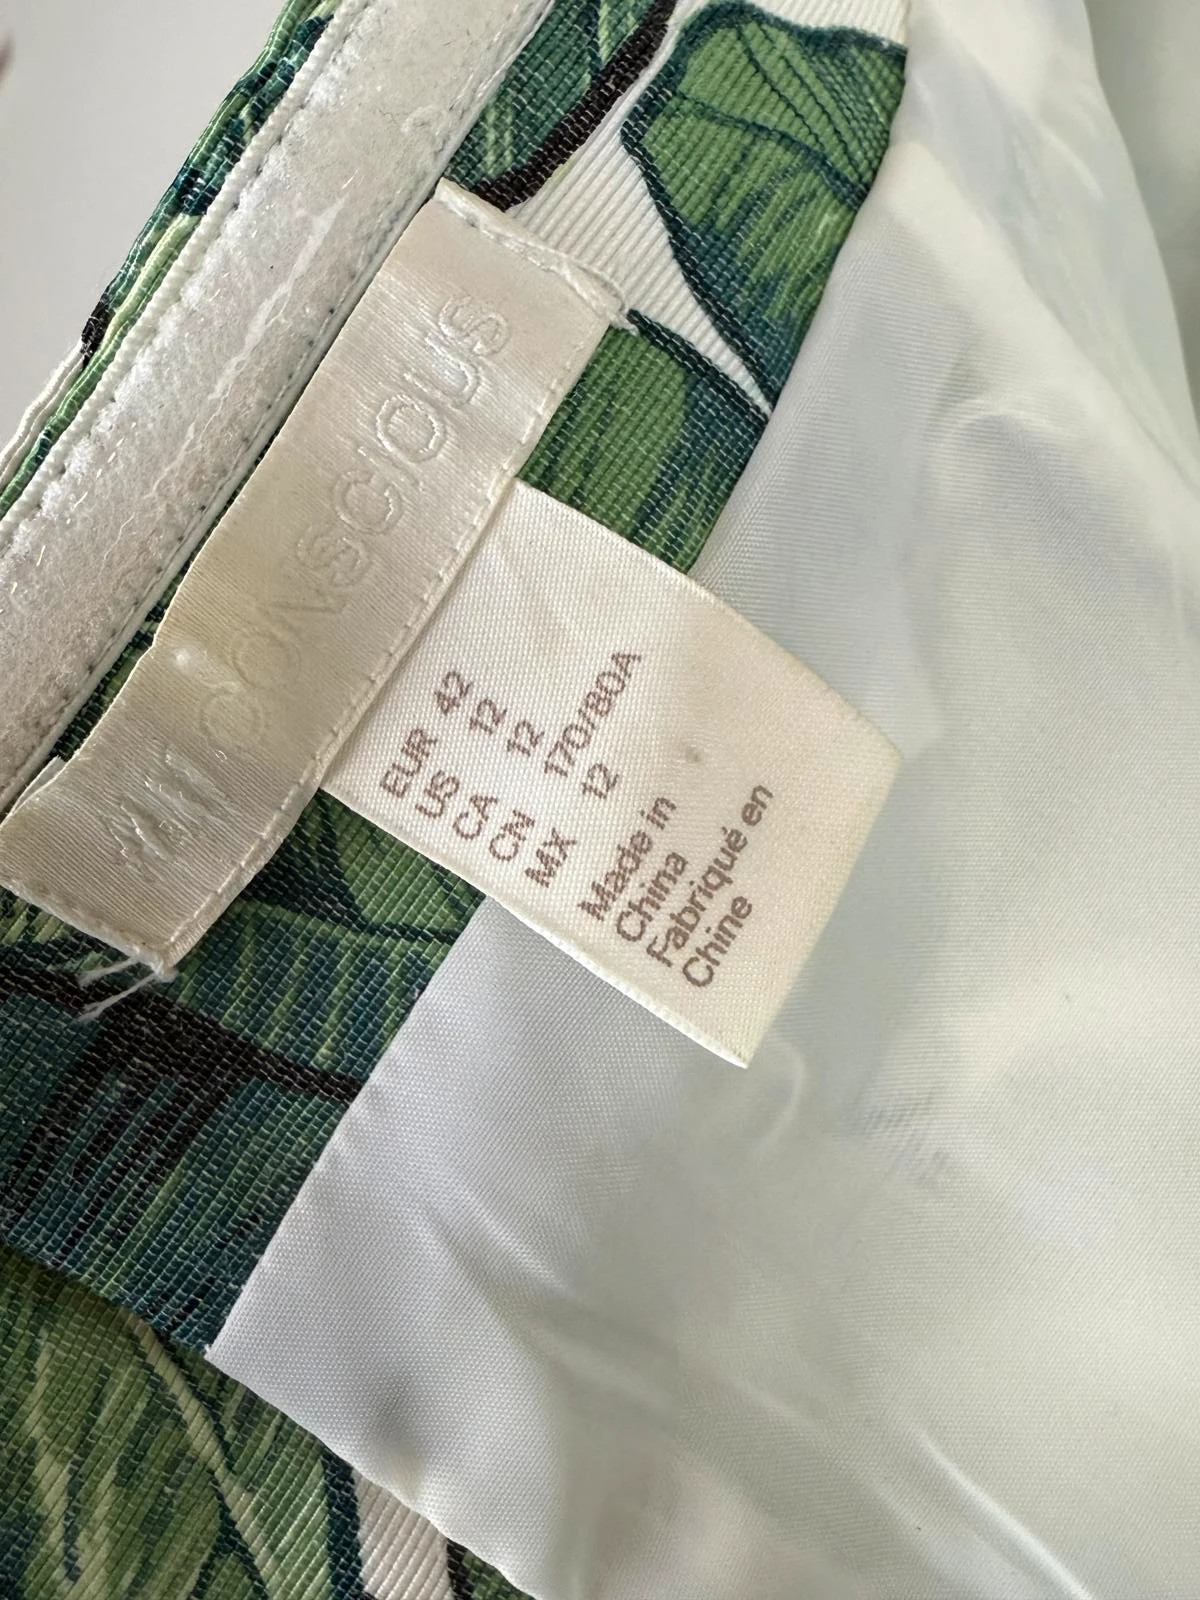 H&M CONSCIOUS
EUR 42
US 12
CA 12
CN 170/80A
MX 12
Made in
China
Fabriqué en
Chine